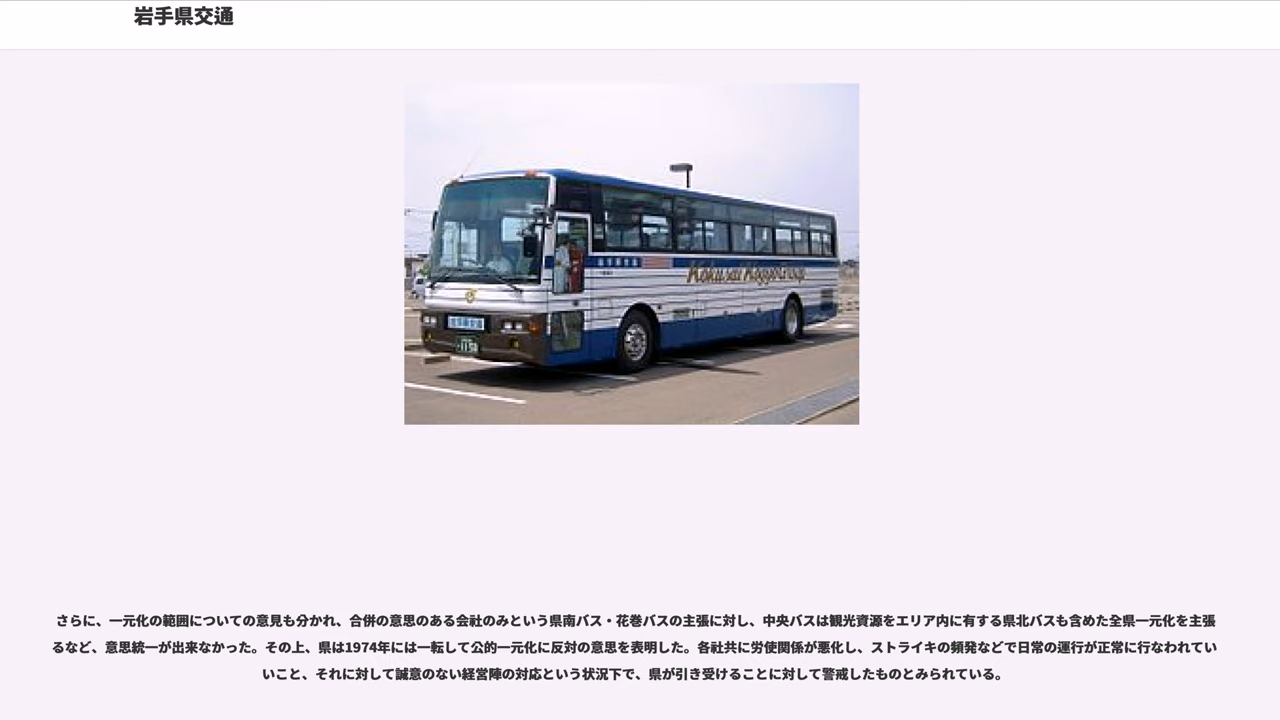 岩手県交通
Kokusai Kogyo Group
さらに、一元化の範囲についての意見も分かれ、合併の意思のある会社のみという県南バス・花巻バスの主張に対し、中央バスは観光資源をエリア内に有する県北バスも含めた全県一元化を主張
るなど、意思統一が出来なかった。その上、県は1974年には一転して公的一元化に反対の意思を表明した。各社共に労使関係が悪化し、ストライキの頻発などで日常の運行が正常に行なわれてい
いこと、それに対して誠意のない経営陣の対応という状況下で、県が引き受けることに対して警戒したものとみられている。